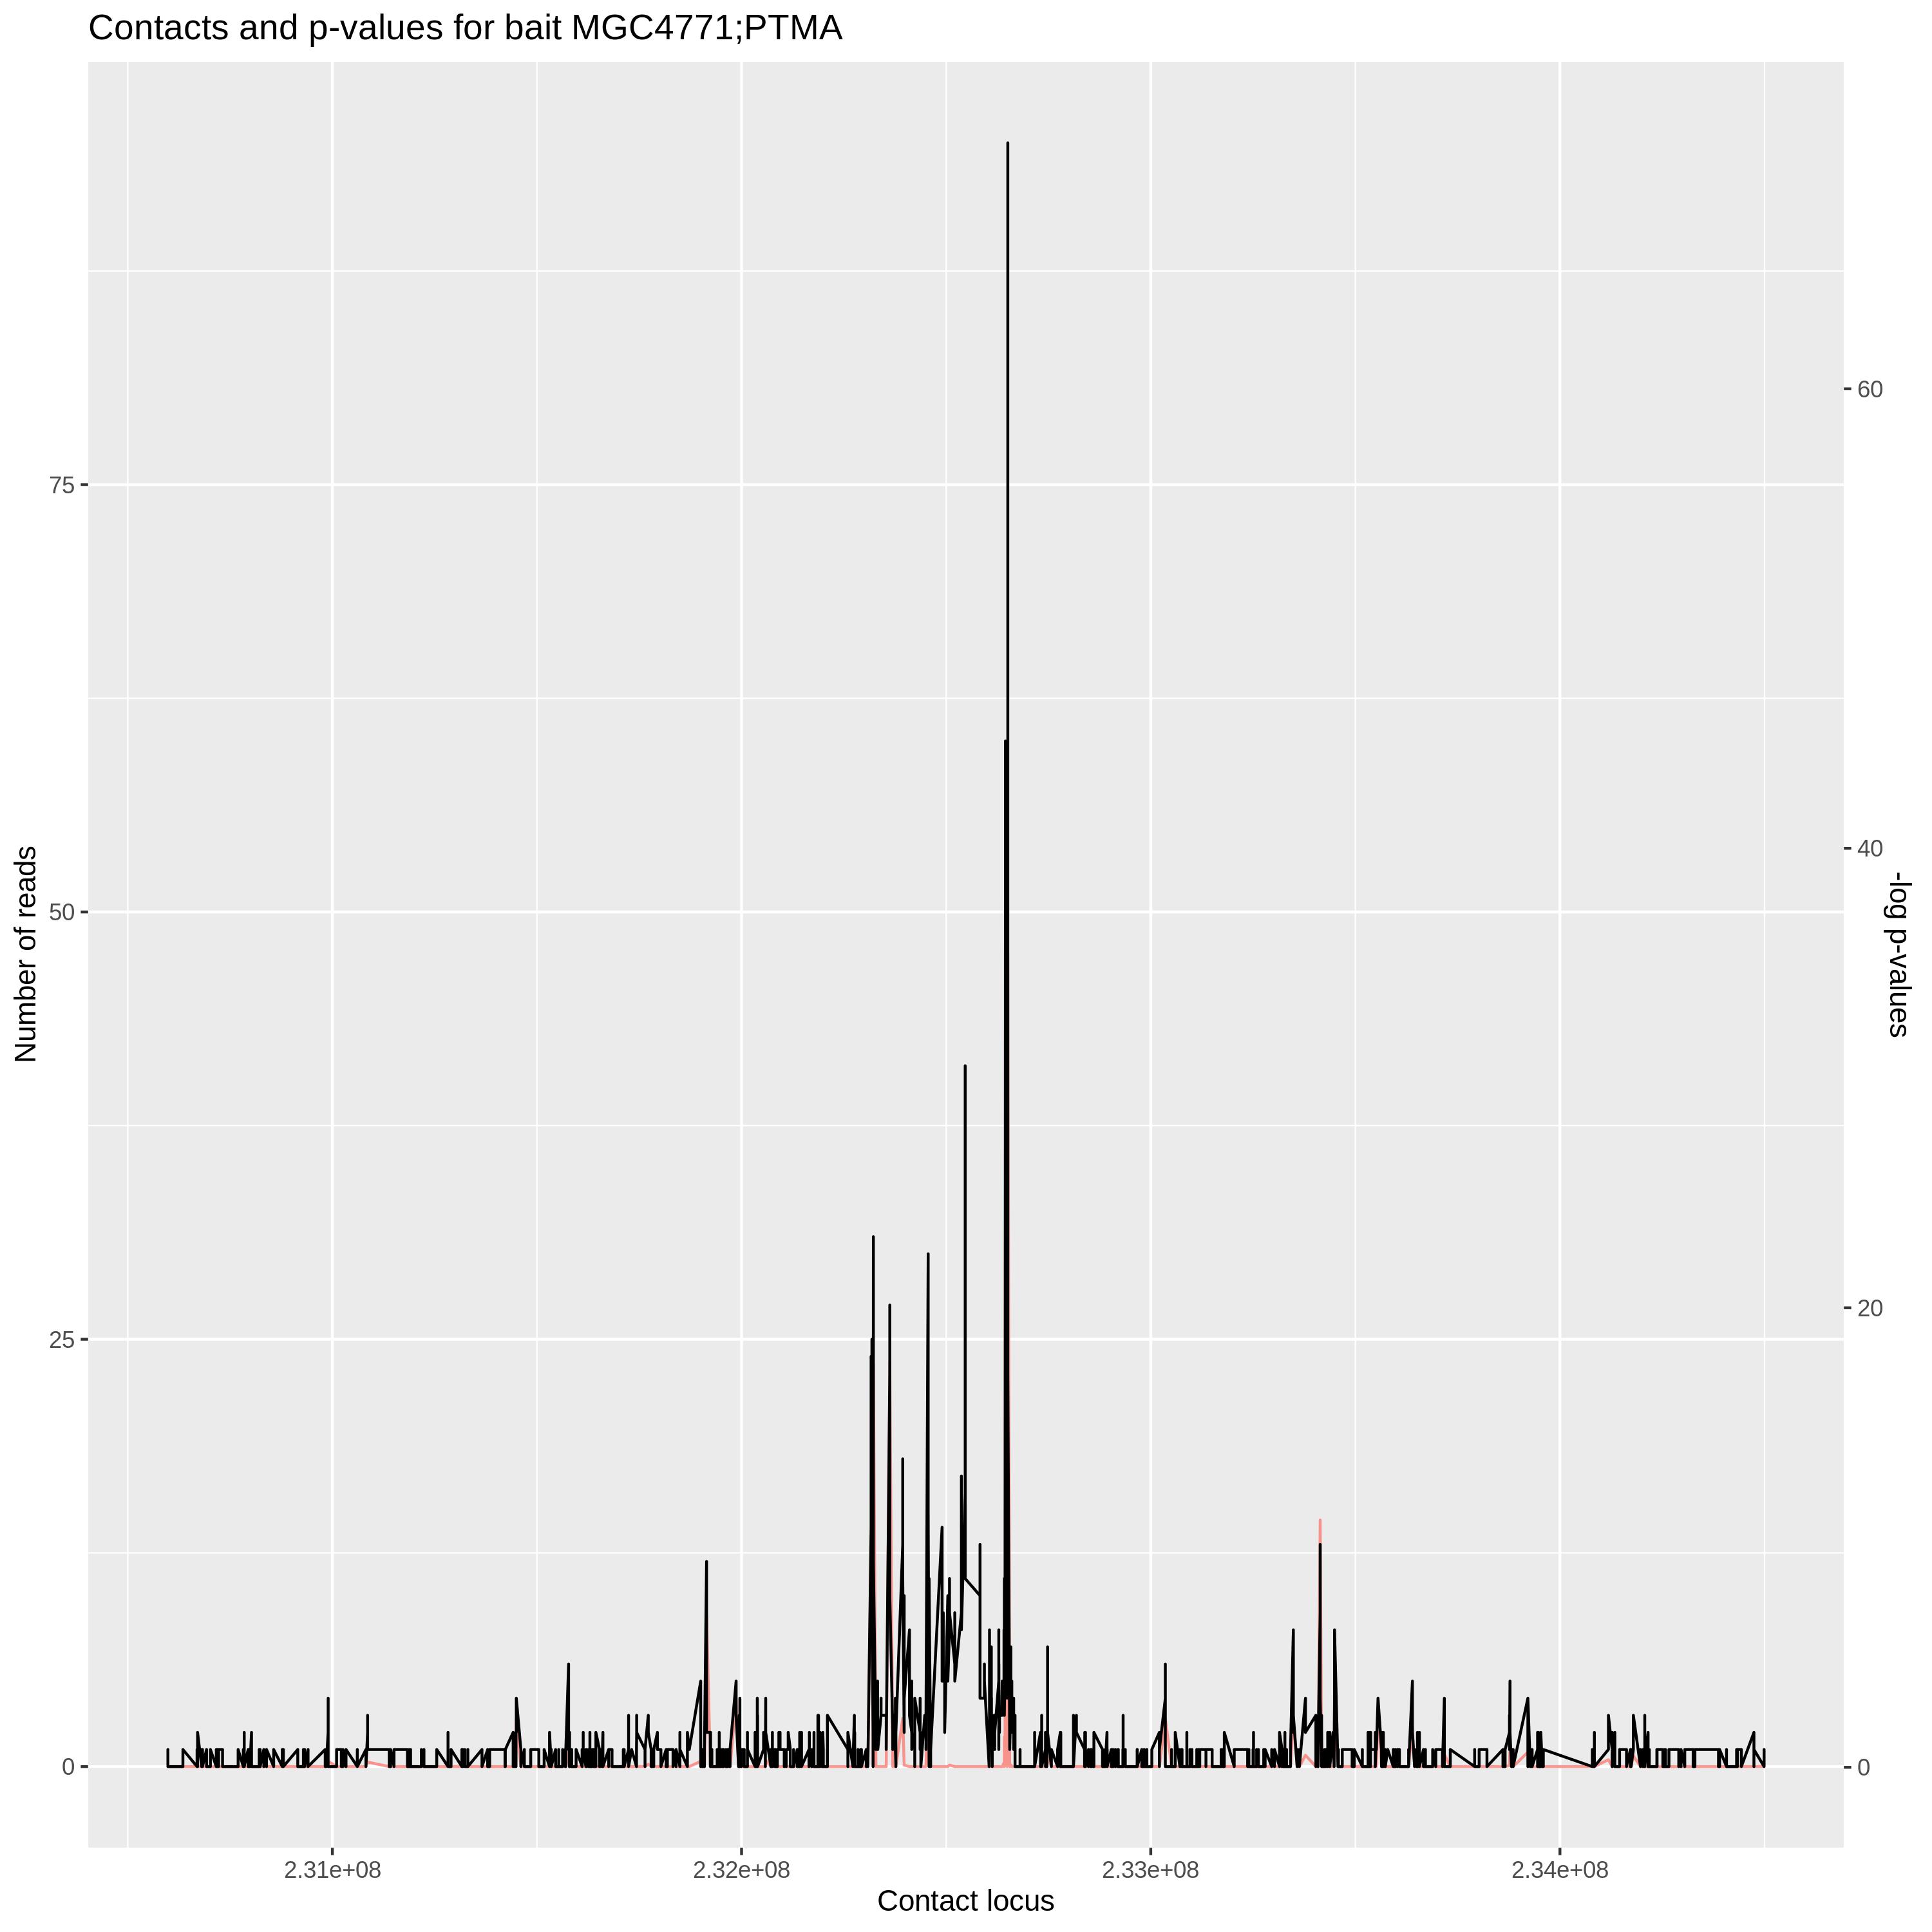 Contacts and p-values for bait MGC4771;PTMA
Number of reads
75
50
25
0
60
40
20
0
-log p-values
2.31e+08 2.32e+08 2.33e+08 2.34e+08
Contact locus